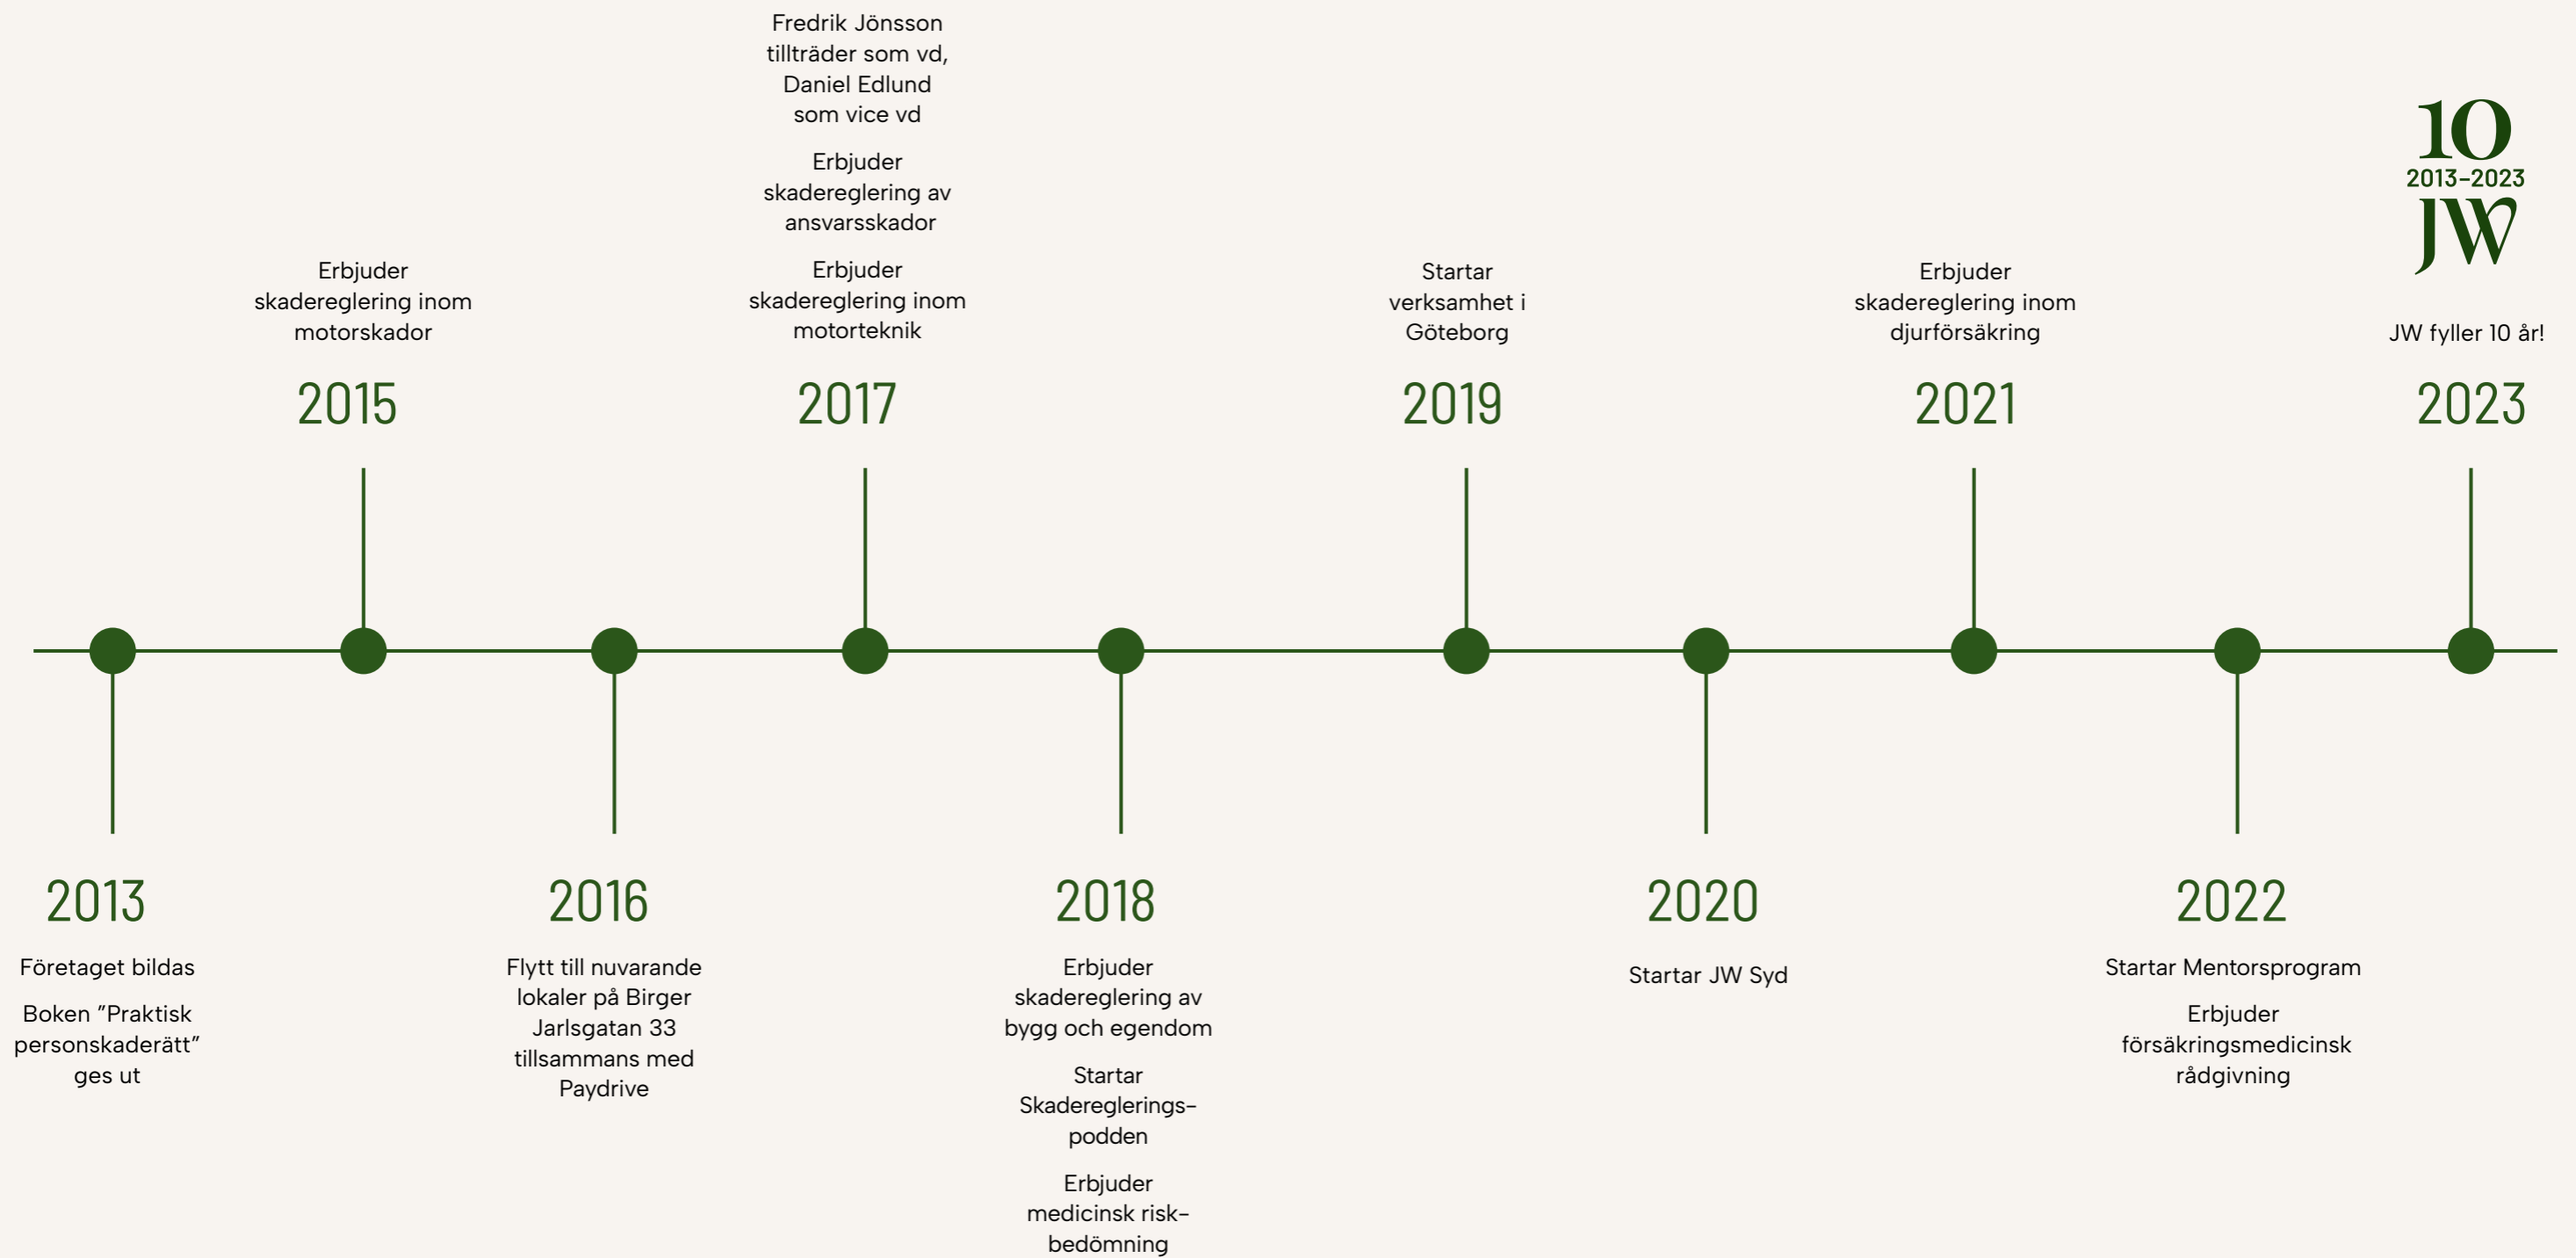 Företaget bildas
Boken ”Praktisk
personskaderätt”
ges ut
2013
Erbjuder
skadereglering inom
motorskador
2015
2016
Flytt till nuvarande
lokaler på Birger
Jarlsgatan 33
tillsammans med
Paydrive
Fredrik Jönsson
tillträder som vd,
Daniel Edlund
som vice vd
Erbjuder
skadereglering av
ansvarsskador
Erbjuder
skadereglering inom
motorteknik
2017
2018
Erbjuder
skadereglering av
bygg och egendom
Startar
Skadereglerings-
podden
Erbjuder
medicinsk risk-
bedömning
Startar
verksamhet i
Göteborg
2019
2020
Startar JW Syd
Erbjuder
skadereglering inom
djurförsäkring
2021
2022
Startar Mentorsprogram
Erbjuder
försäkringsmedicinsk
rådgivning
10
2013–2023
JW
JW fyller 10 år!
2023